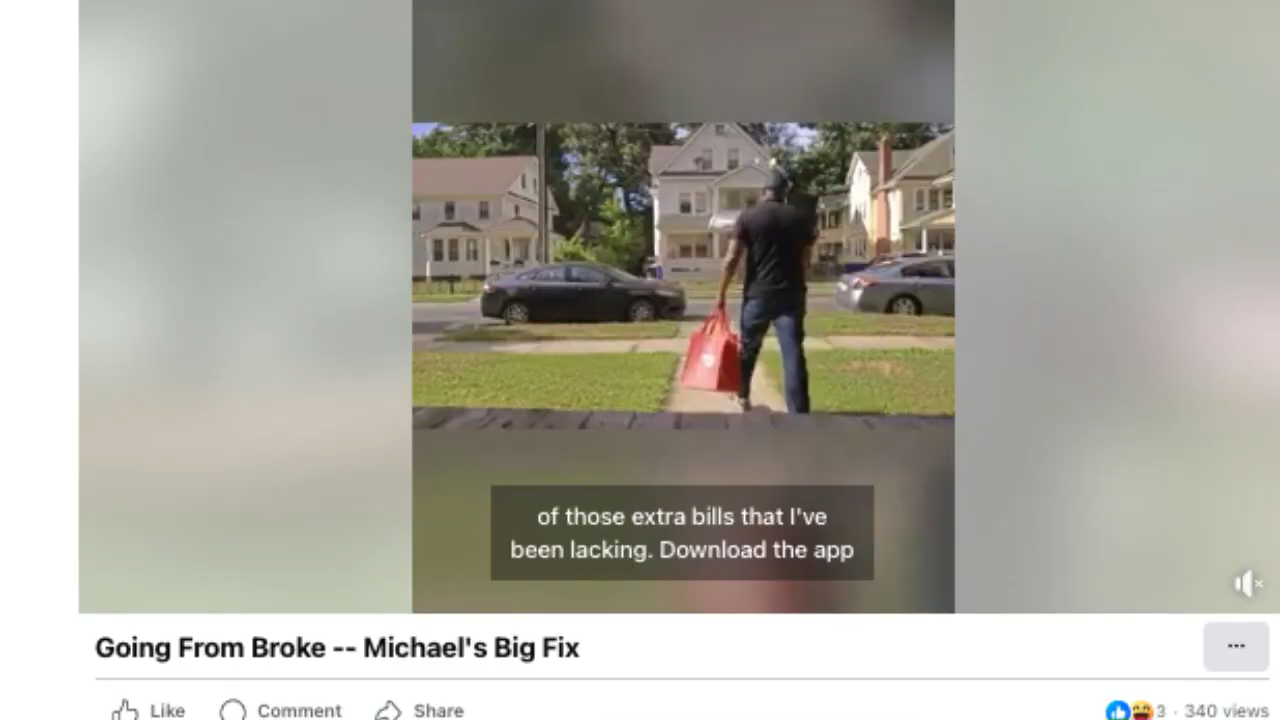 of those extra bills that I've
been lacking. Download the app
Going From Broke -- Michael's Big Fix
Like Comment Share 3 · 340 views